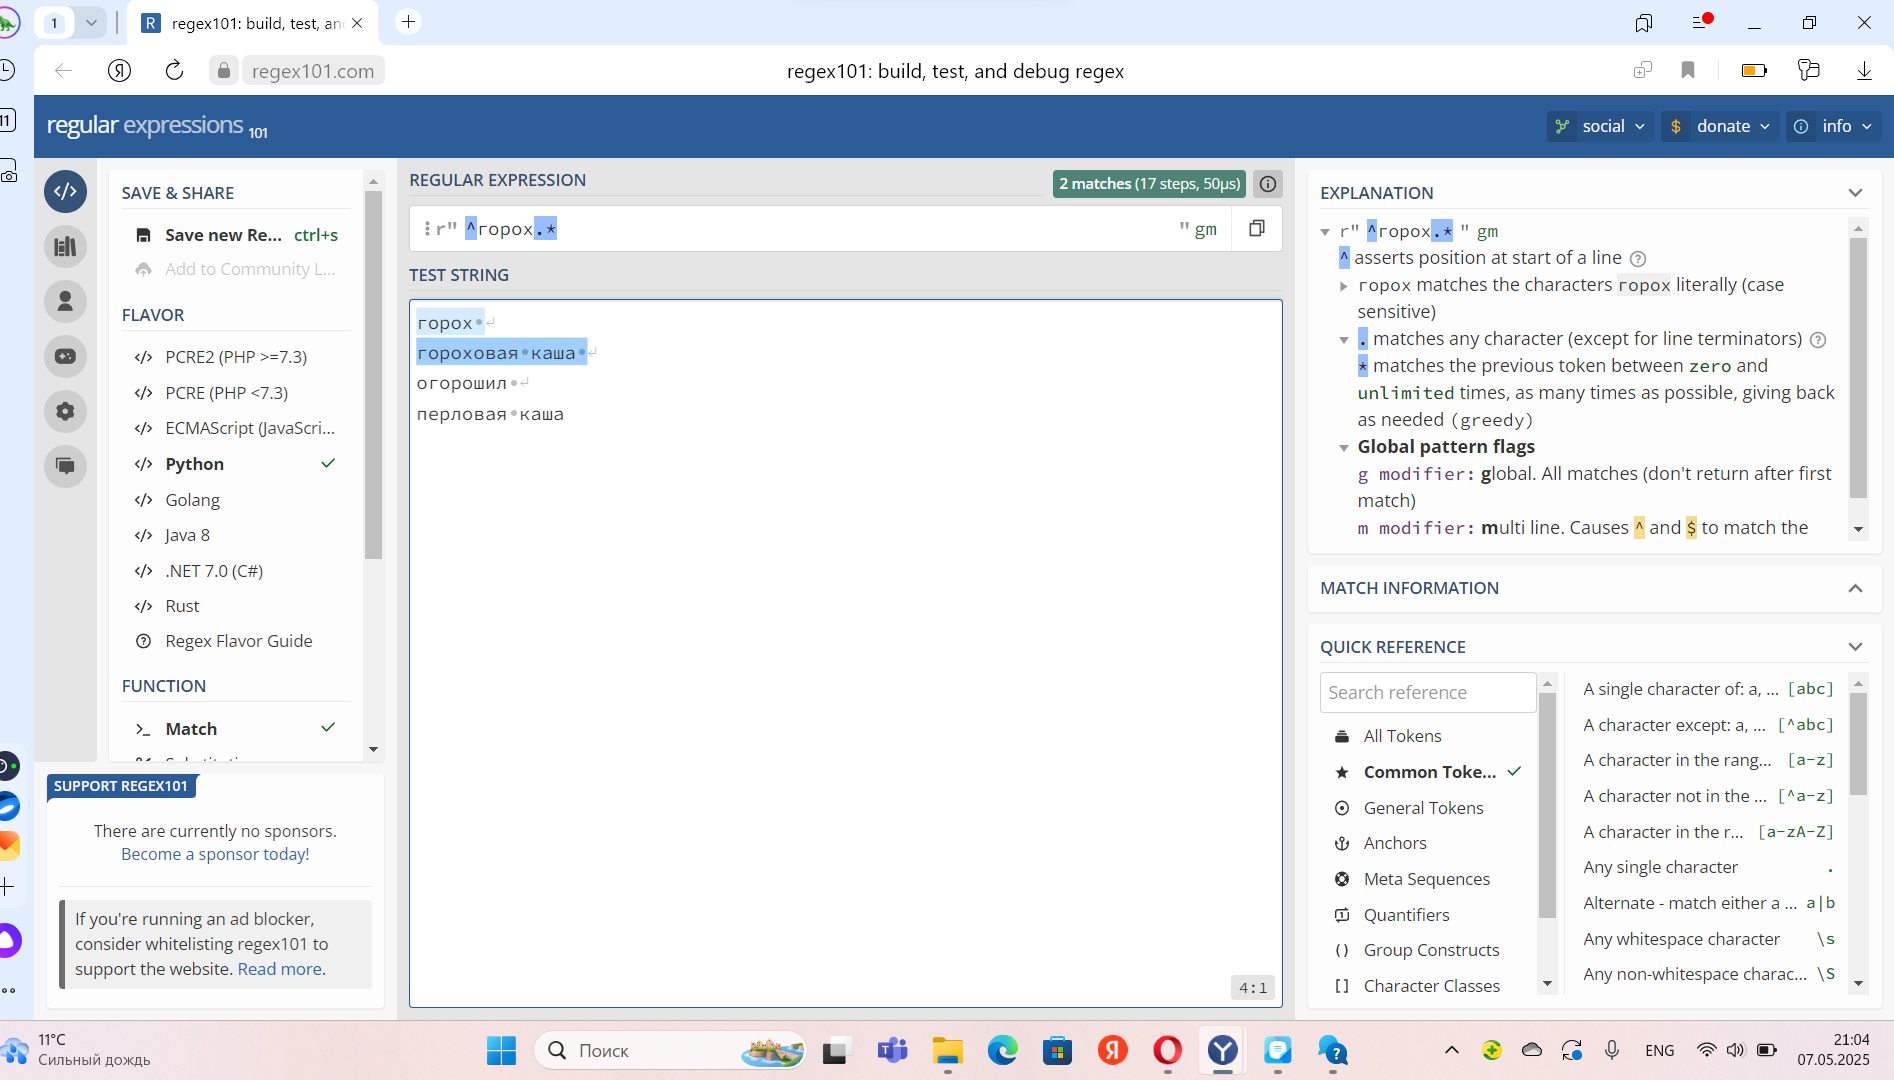 1
regex101: build, test, an
regex101.com
regex101: build, test, and debug regex
11
regular expressions 101
social
donate
info
SAVE & SHARE
Save new Re... ctrl+s
Add to Community L...
FLAVOR
PCRE2 (PHP >=7.3)
PCRE (PHP <7.3)
ECMAScript (JavaScri...
Python
Golang
Java 8
.NET 7.0 (C#)
Rust
Regex Flavor Guide
FUNCTION
Match
SUPPORT REGEX101
There are currently no sponsors.
Become a sponsor today!
If you're running an ad blocker,
consider whitelisting regex101 to
support the website. Read more.
REGULAR EXPRESSION
2 matches (17 steps, 50µs)
r" ^горох.* " gm
TEST STRING
горох•
гороховая•каша•
огорошил•
перловая•каша
4:1
EXPLANATION
r" ^горох.* " gm
^ asserts position at start of a line
горох matches the characters горох literally (case
sensitive)
. matches any character (except for line terminators)
* matches the previous token between zero and
unlimited times, as many times as possible, giving back
as needed (greedy)
Global pattern flags
g modifier: global. All matches (don't return after first
match)
m modifier: multi line. Causes ^ and $ to match the
MATCH INFORMATION
QUICK REFERENCE
Search reference
All Tokens
Common Toke...
General Tokens
Anchors
Meta Sequences
Quantifiers
Group Constructs
Character Classes
A single character of: a, ... [abc]
A character except: a, ... [^abc]
A character in the rang... [a-z]
A character not in the ... [^a-z]
A character in the r... [a-zA-Z]
Any single character .
Alternate - match either a ... a|b
Any whitespace character \s
Any non-whitespace charac... \S
11°C
Сильный дождь
Поиск
ENG
21:04
07.05.2025